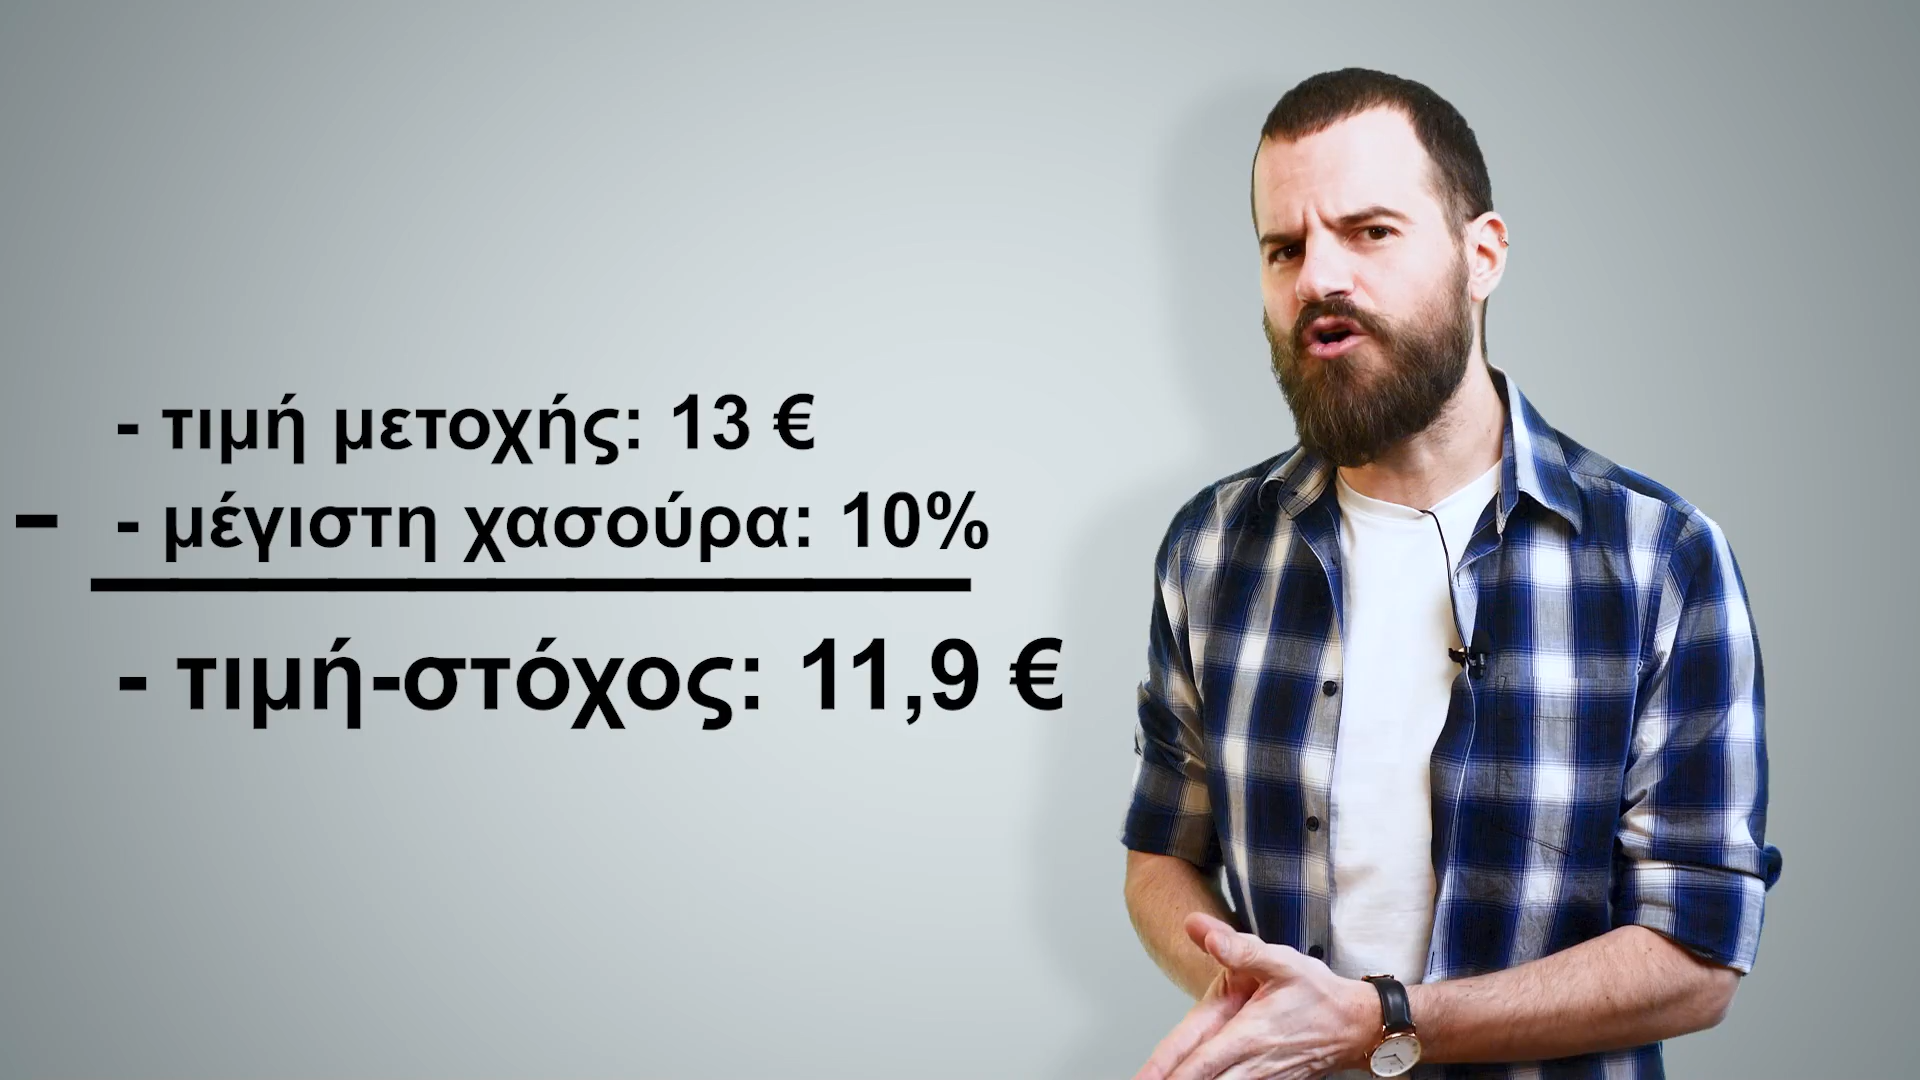 - τιμή μετοχής: 13 €
- - μέγιστη χασούρα: 10%
- τιμή-στόχος: 11,9 €